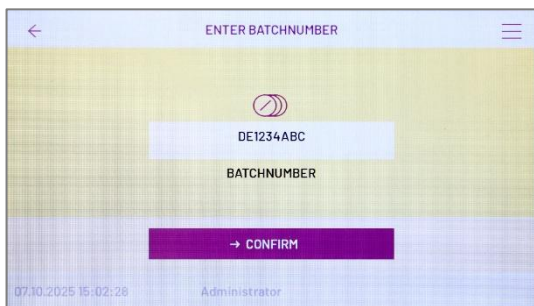 ENTER BATCHNUMBER
DE1234ABC
BATCHNUMBER
→ CONFIRM
07.10.2025 15:02:28 Administrator